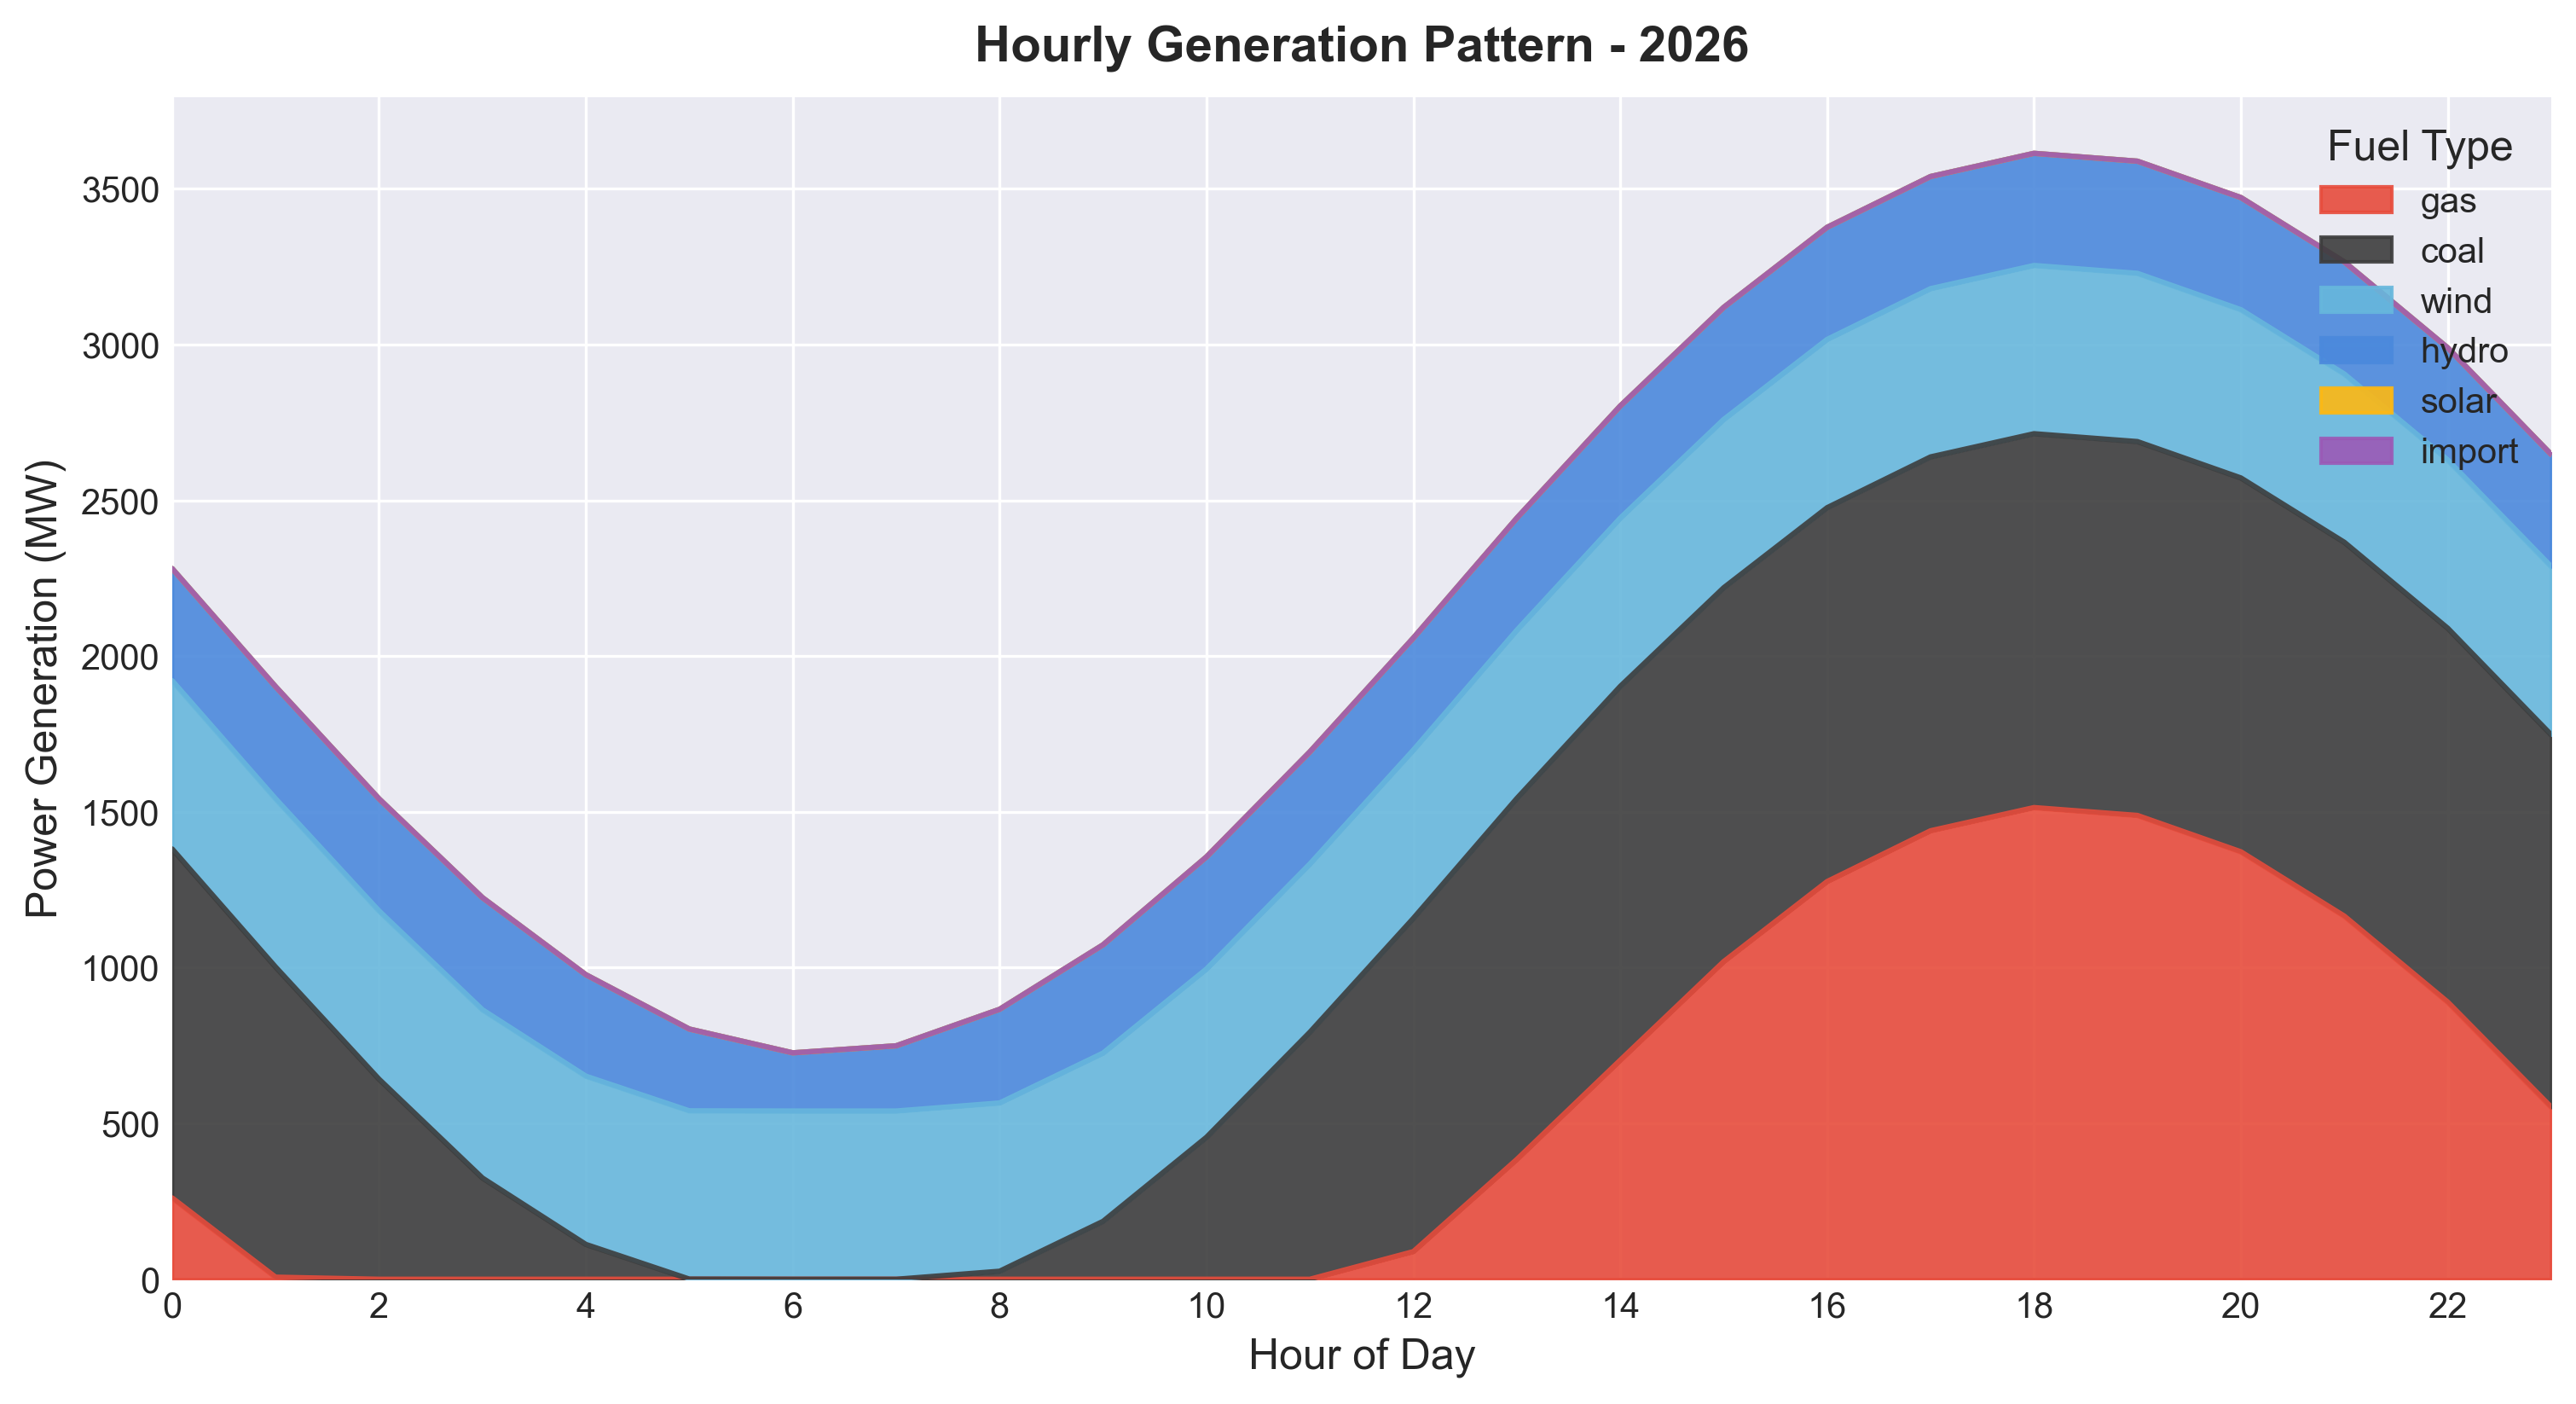 Hourly Generation Pattern - 2026
Power Generation (MW)
3500
3000
2500
2000
1500
1000
500
0
Fuel Type
gas
coal
wind
hydro
solar
import
0 2 4 6 8 10 12 14 16 18 20 22
Hour of Day